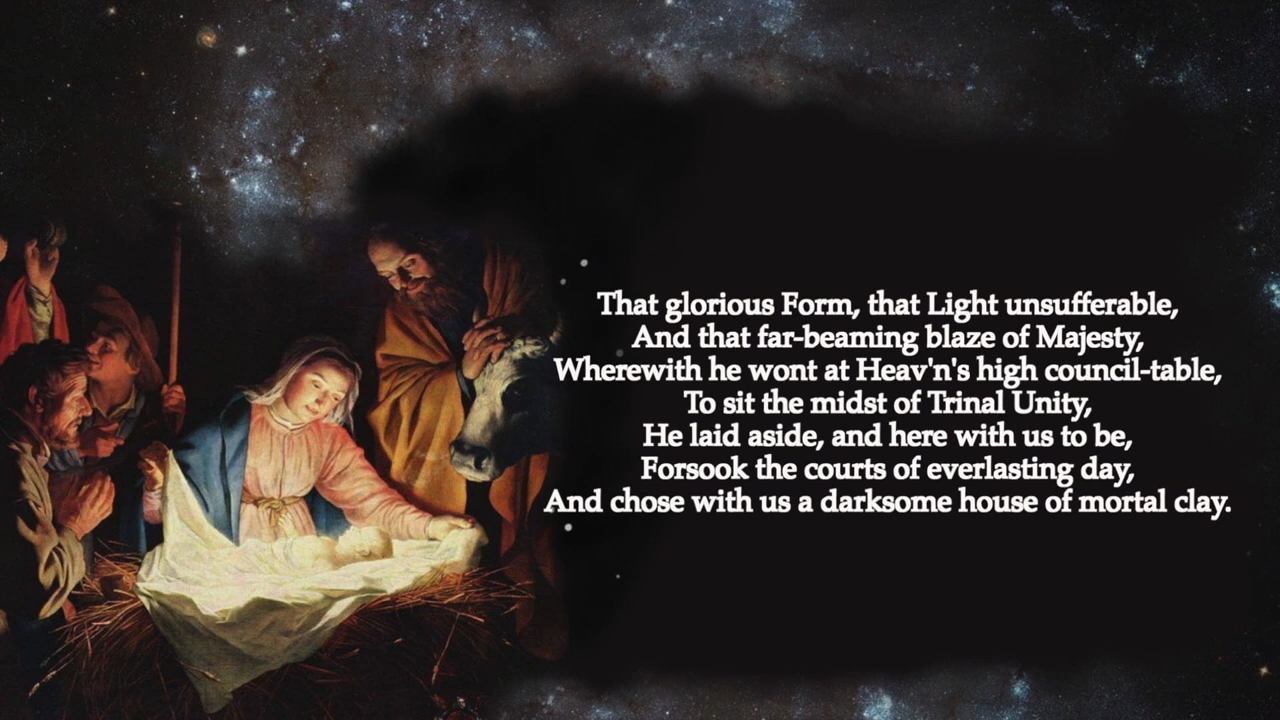 That glorious Form, that Light unsufferable,
And that far-beaming blaze of Majesty,
Wherewith he wont at Heav'n's high council-table,
To sit the midst of Trinal Unity,
He laid aside, and here with us to be,
Forsook the courts of everlasting day,
And chose with us a darksome house of mortal clay.